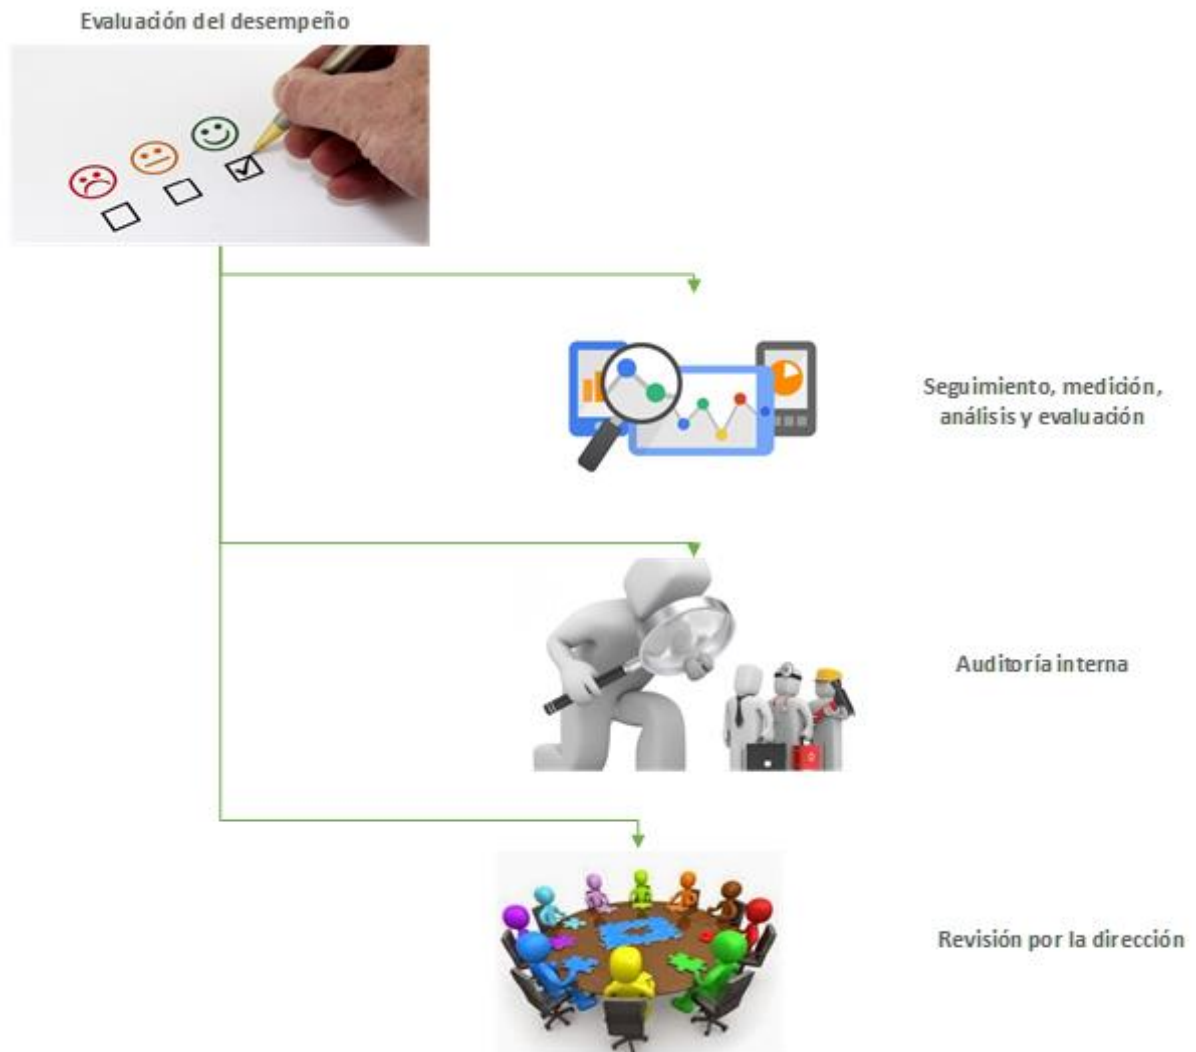 Evaluación del desempeño
Seguimiento, medición,
análisis y evaluación
Auditoría interna
Revisión por la dirección